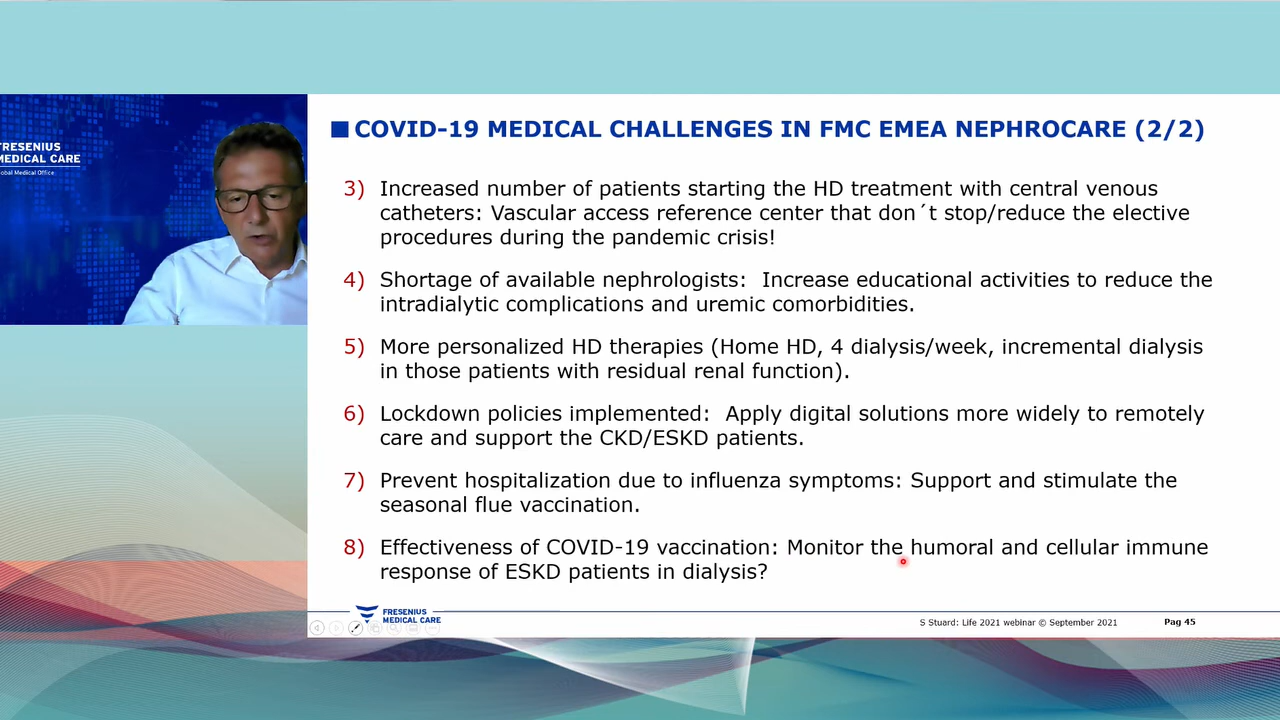 FRESENIUS
MEDICAL CARE
Global Medical Office
COVID-19 MEDICAL CHALLENGES IN FMC EMEA NEPHROCARE (2/2)
3) Increased number of patients starting the HD treatment with central venous
catheters: Vascular access reference center that don´t stop/reduce the elective
procedures during the pandemic crisis!
4) Shortage of available nephrologists:  Increase educational activities to reduce the
intradialytic complications and uremic comorbidities.
5) More personalized HD therapies (Home HD, 4 dialysis/week, incremental dialysis
in those patients with residual renal function).
6) Lockdown policies implemented:  Apply digital solutions more widely to remotely
care and support the CKD/ESKD patients.
7) Prevent hospitalization due to influenza symptoms: Support and stimulate the
seasonal flue vaccination.
8) Effectiveness of COVID-19 vaccination: Monitor the humoral and cellular immune
response of ESKD patients in dialysis?
FRESENIUS
MEDICAL CARE
S Stuard: Life 2021 webinar © September 2021
Pag 45